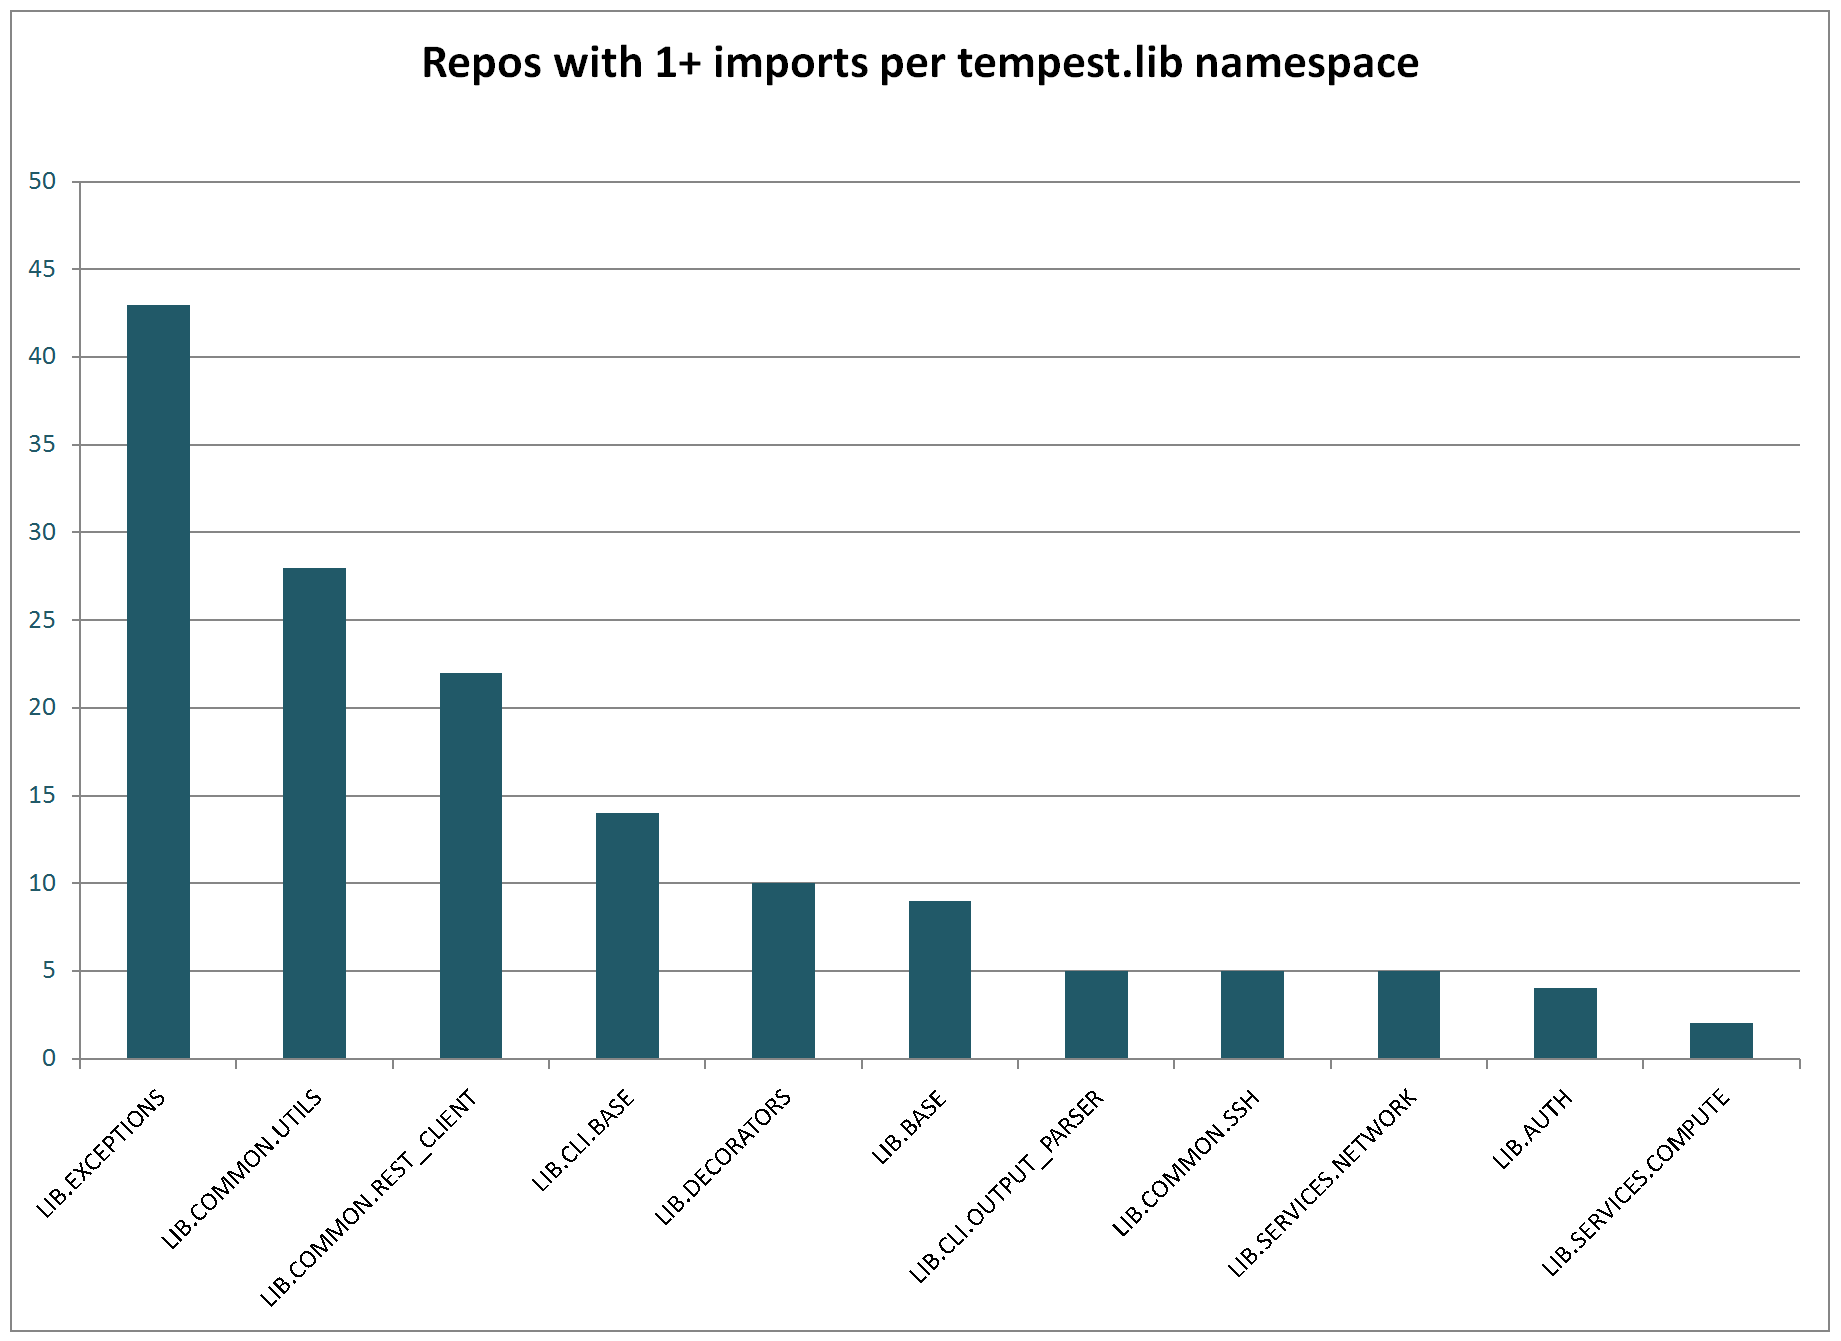 Repos with 1+ imports per tempest.lib namespace
50
45
40
35
30
25
20
15
10
5
0
LIB.EXCEPTIONS
LIB.COMMON.UTILS
LIB.COMMON.REST_CLIENT
LIB.CLI.BASE
LIB.DECORATORS
LIB.BASE
LIB.CLI.OUTPUT_PARSER
LIB.COMMON.SSH
LIB.SERVICES.NETWORK
LIB.AUTH
LIB.SERVICES.COMPUTE